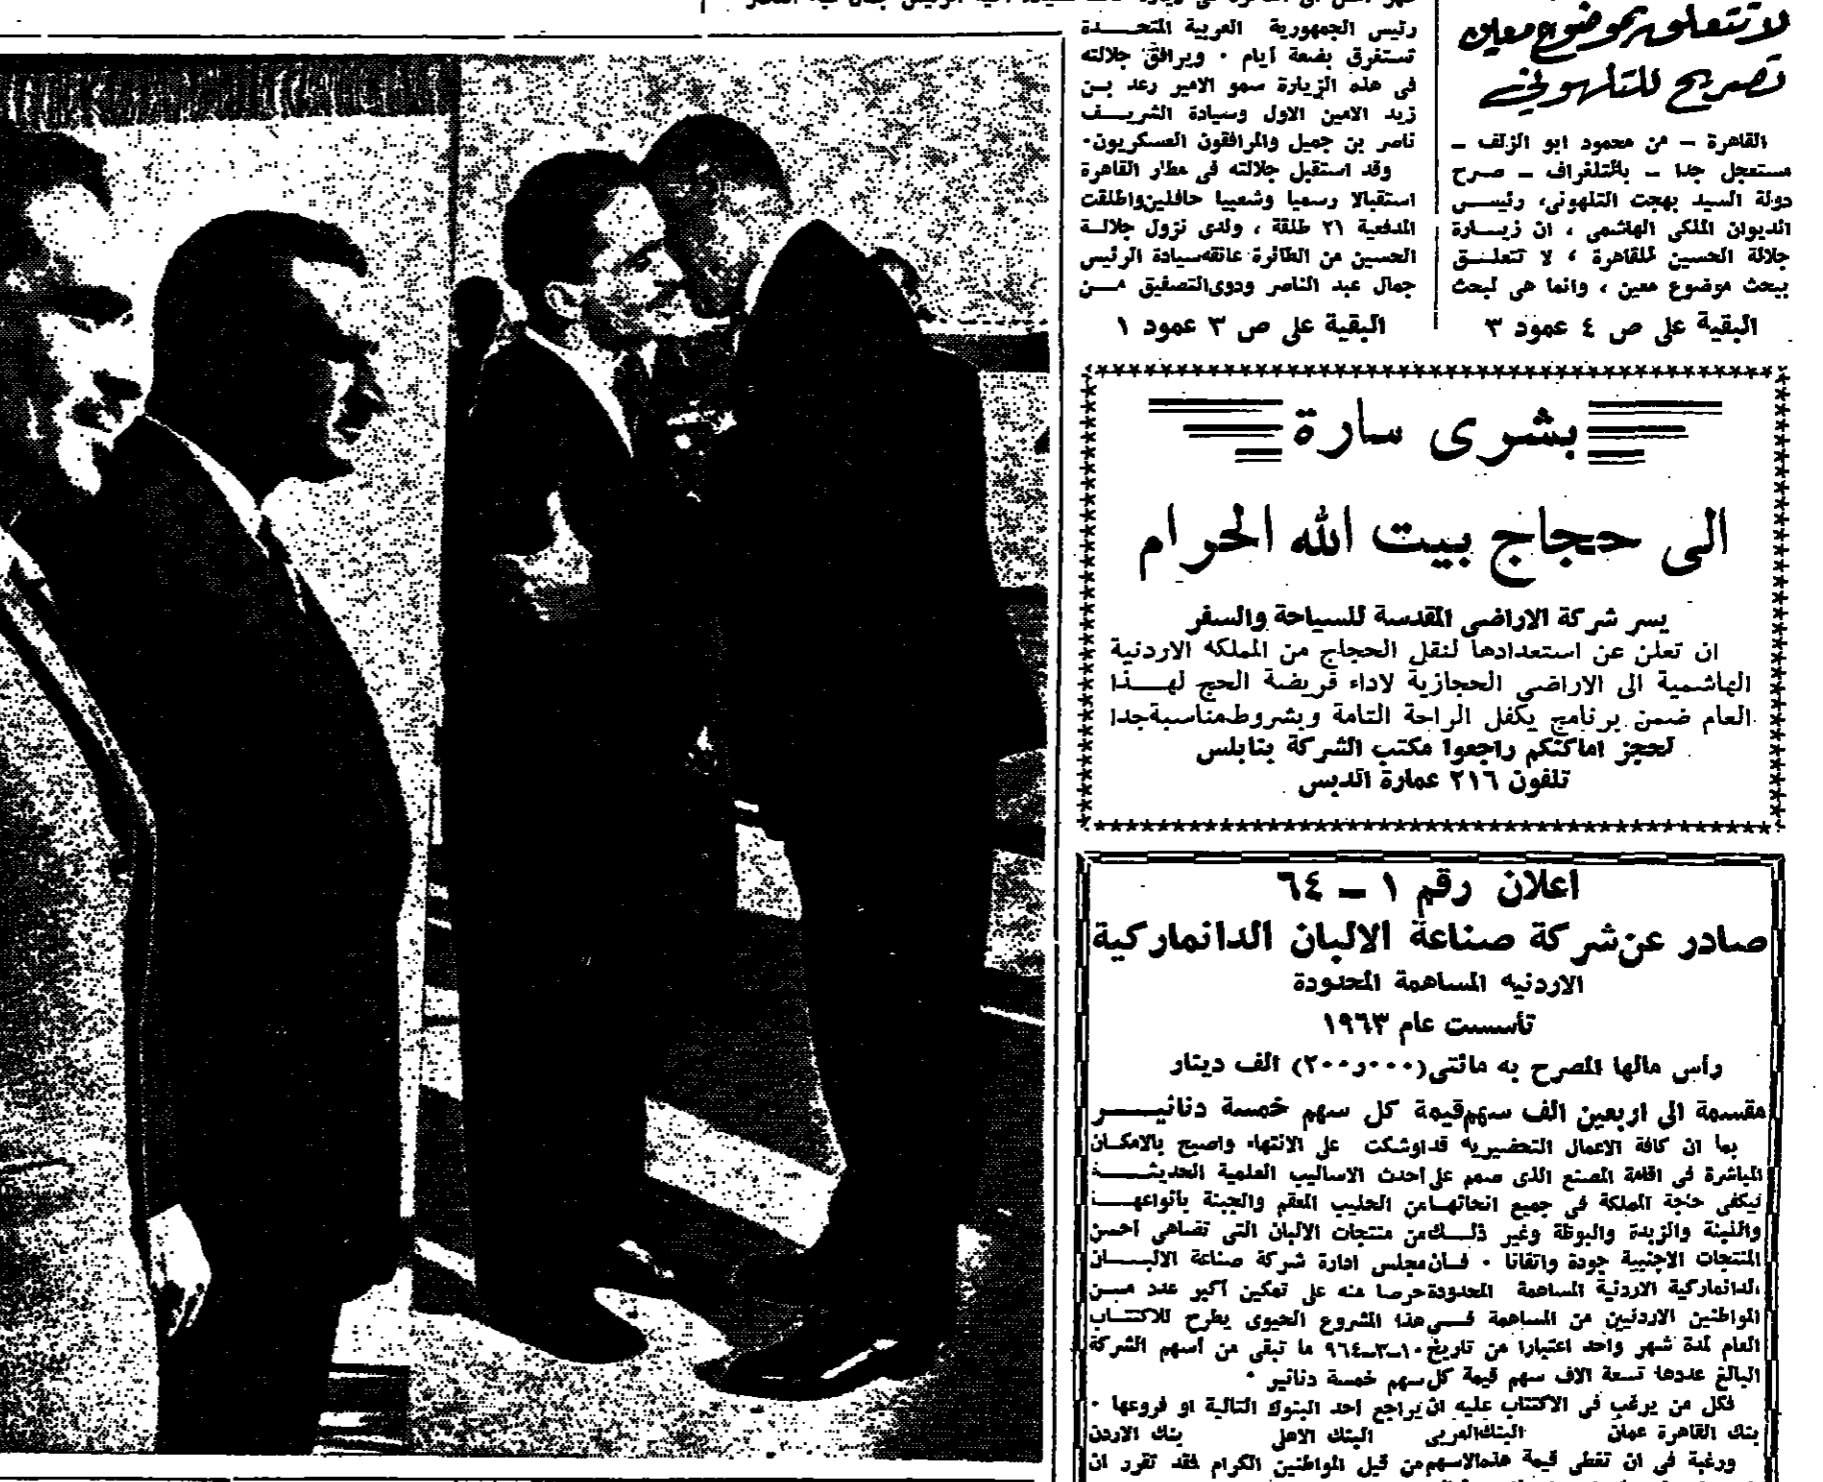 لا تتعلق بموضوع معين
تصريح للتلهوني
القاهرة – من محمود ابو الزلف –
مستعجل جدا – بالتلغراف – صرح
دولة السيد بهجت التلهوني، رئيس
الديوان الملكي الهاشمي ، ان زيارة
جلالة الحسين للقاهرة ، لا تتعلق
ببحث موضوع معين ، وانما هي لبحث
البقية على ص ٤ عمود ٣
رئيس الجمهورية العربية المتحدة
تستغرق بضعة أيام ٠ ويرافق جلالته
في هذه الزيارة سمو الامير رعد بن
زيد الامين الاول وسيادة الشريف
ناصر بن جميل والمرافقون العسكريون٠
وقد استقبل جلالته في مطار القاهرة
استقبالا رسميا وشعبيا حافلين واطلقت
المدفعية ٢١ طلقة ، ولدى نزول جلالة
الحسين من الطائرة عانقه سيادة الرئيس
جمال عبد الناصر ودوى التصفيق من
البقية على ص ٣ عمود ١
بشرى سارة
الى حجاج بيت الله الحرام
يسر شركة الاراضي المقدسة للسياحة والسفر
ان تعلن عن استعدادها لنقل الحجاج من المملكه الاردنية
الهاشمية الى الاراضي الحجازية لاداء فريضة الحج لهذا
العام ضمن برنامج يكفل الراحة التامة وبشروط مناسبة جدا
لحجز اماكنكم راجعوا مكتب الشركة بنابلس
تلفون ٢١٦ عمارة الدبس
اعلان رقم ١ – ٦٤
صادر عن شركة صناعة الالبان الدانماركية
الاردنيه المساهمة المحدودة
تأسست عام ١٩٦٣
رأس مالها المصرح به مائتي (٢٠٠ر٠٠٠) الف دينار
مقسمة الى اربعين الف سهم قيمة كل سهم خمسة دنانير
بما ان كافة الاعمال التحضيريه قد اوشكت على الانتهاء واصبح بالامكان
المباشرة في اقامة المصنع الذي صمم على احدث الاساليب العلمية الحديثة
ليكفي حاجة المملكة في جميع انحائها من الحليب المعقم والجبنة بانواعها
واللبنة والزبدة والبوظة وغير ذلك من منتجات الالبان التي تضاهي احسن
المنتجات الاجنبية جودة واتقانا ٠ فان مجلس ادارة شركة صناعة الالبان
الدانماركية الاردنية المساهمة المحدودة حرصا منه على تمكين اكبر عدد من
المواطنين الاردنيين من المساهمة في هذا المشروع الحيوي يطرح للاكتتاب
العام لمدة شهر واحد اعتبارا من تاريخ ١٠–٣–٩٦٤ ما تبقى من اسهم الشركة
البالغ عددها تسعة الاف سهم قيمة كل سهم خمسة دنانير ٠
فكل من يرغب في الاكتتاب عليه ان يراجع احد البنوك التالية او فروعها ٠
بنك القاهرة عمان البنك العربي البنك الاهلي بنك الاردن
ورغبة في ان تغطى قيمة هذه الاسهم من قبل المواطنين الكرام فقد تقرر ان